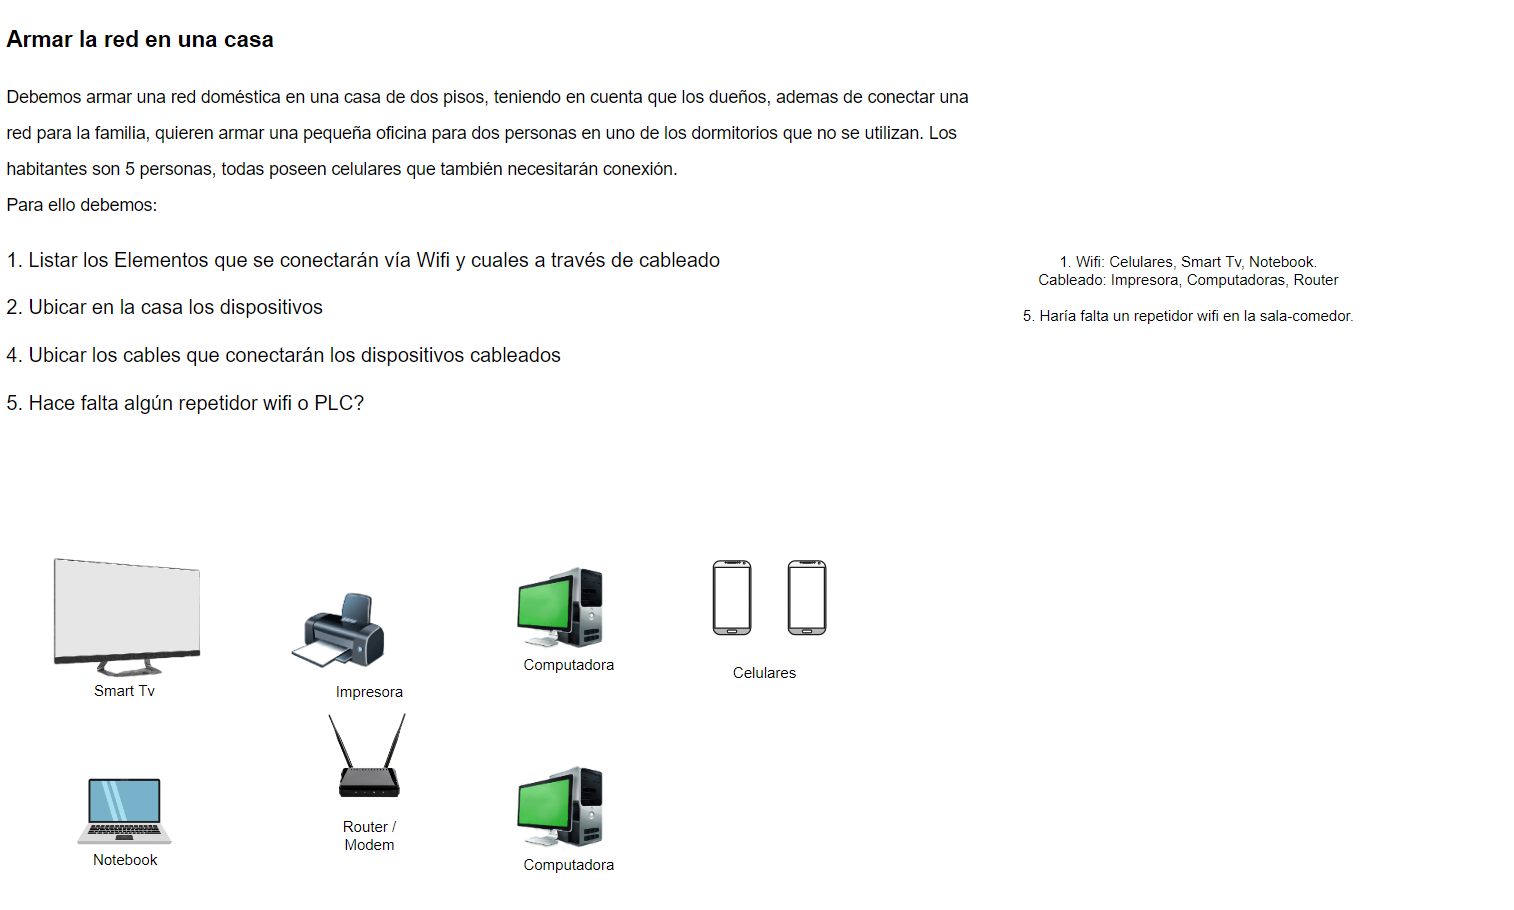 Armar la red en una casa
Debemos armar una red doméstica en una casa de dos pisos, teniendo en cuenta que los dueños, ademas de conectar una
red para la familia, quieren armar una pequeña oficina para dos personas en uno de los dormitorios que no se utilizan. Los
habitantes son 5 personas, todas poseen celulares que también necesitarán conexión.
Para ello debemos:
1. Listar los Elementos que se conectarán vía Wifi y cuales a través de cableado
2. Ubicar en la casa los dispositivos
4. Ubicar los cables que conectarán los dispositivos cableados
5. Hace falta algún repetidor wifi o PLC?
1. Wifi: Celulares, Smart Tv, Notebook.
Cableado: Impresora, Computadoras, Router
5. Haría falta un repetidor wifi en la sala-comedor.
Smart Tv
Impresora
Computadora
Celulares
Notebook
Router /
Modem
Computadora